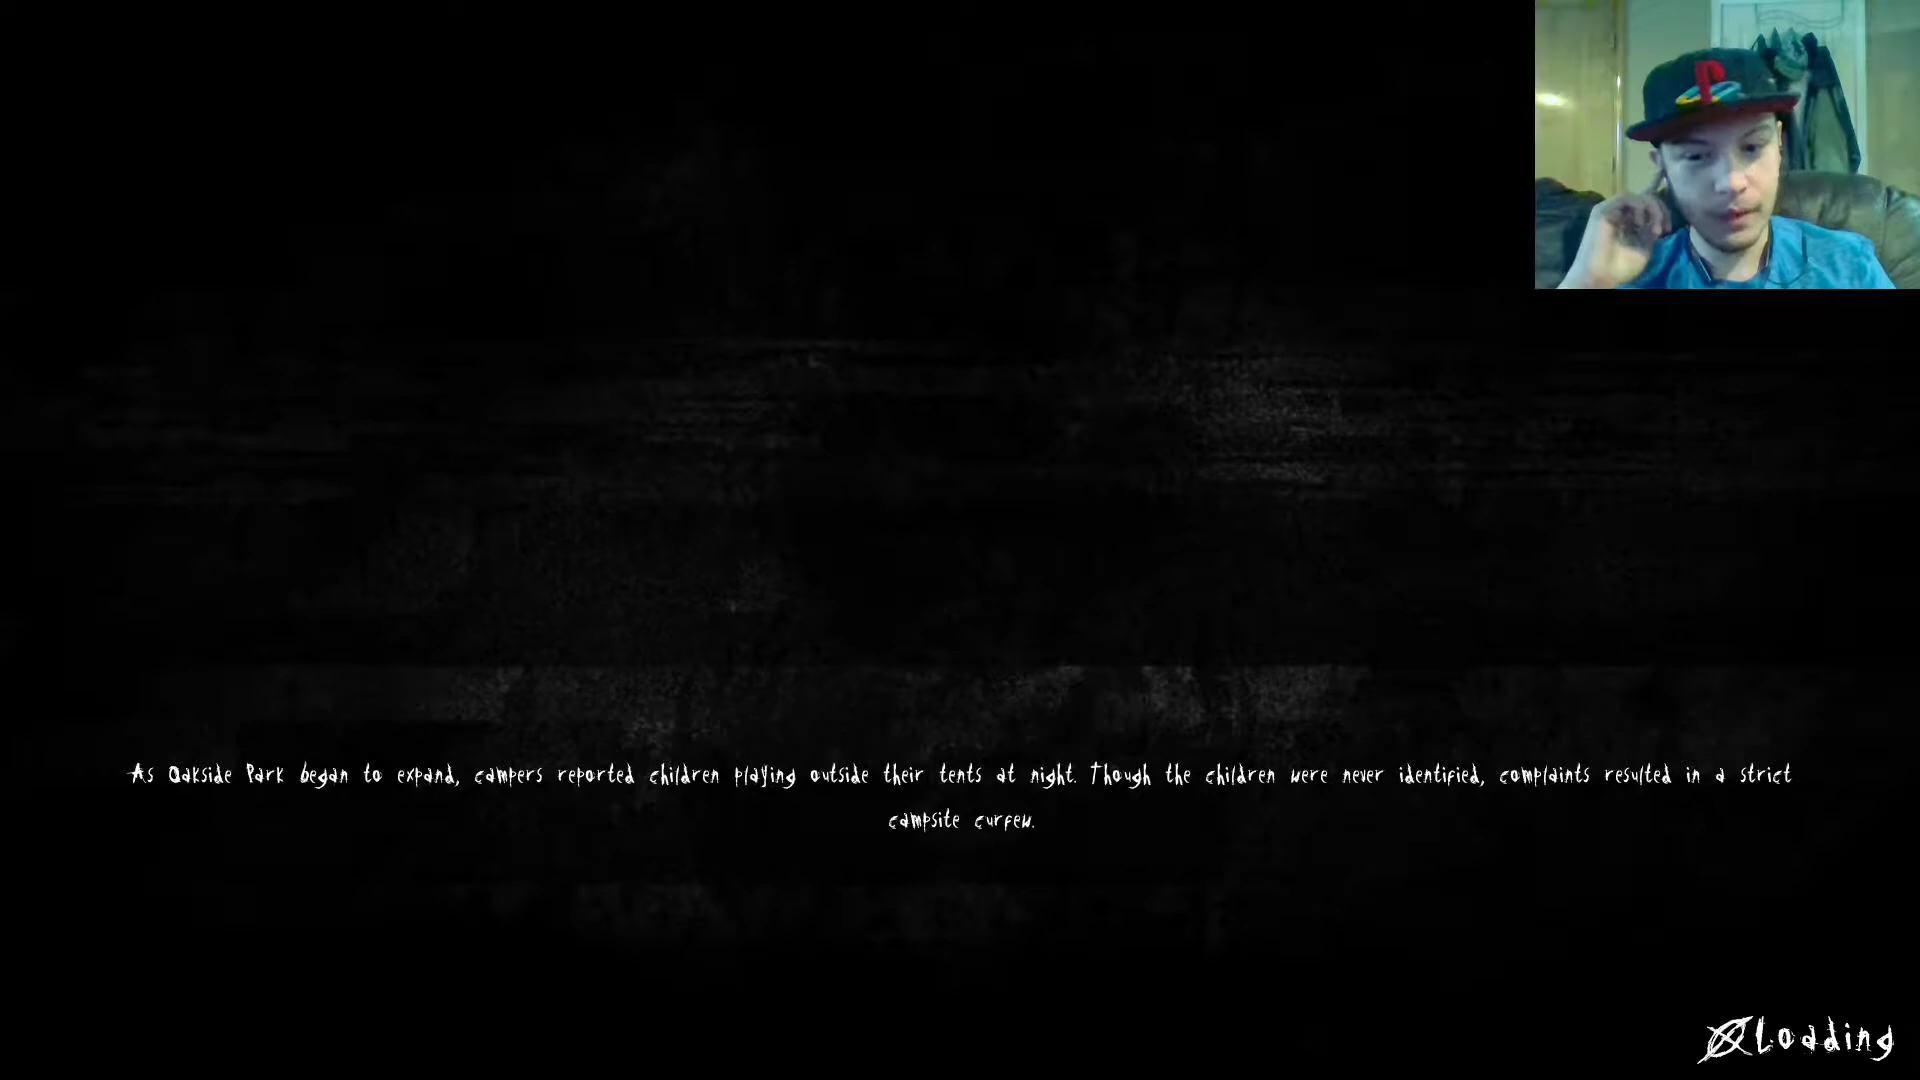 As Oakside Park began to expand, campers reported children playing outside their tents at night. Though the children were never identified, complaints resulted in a strict
campsite curfew.
Loading